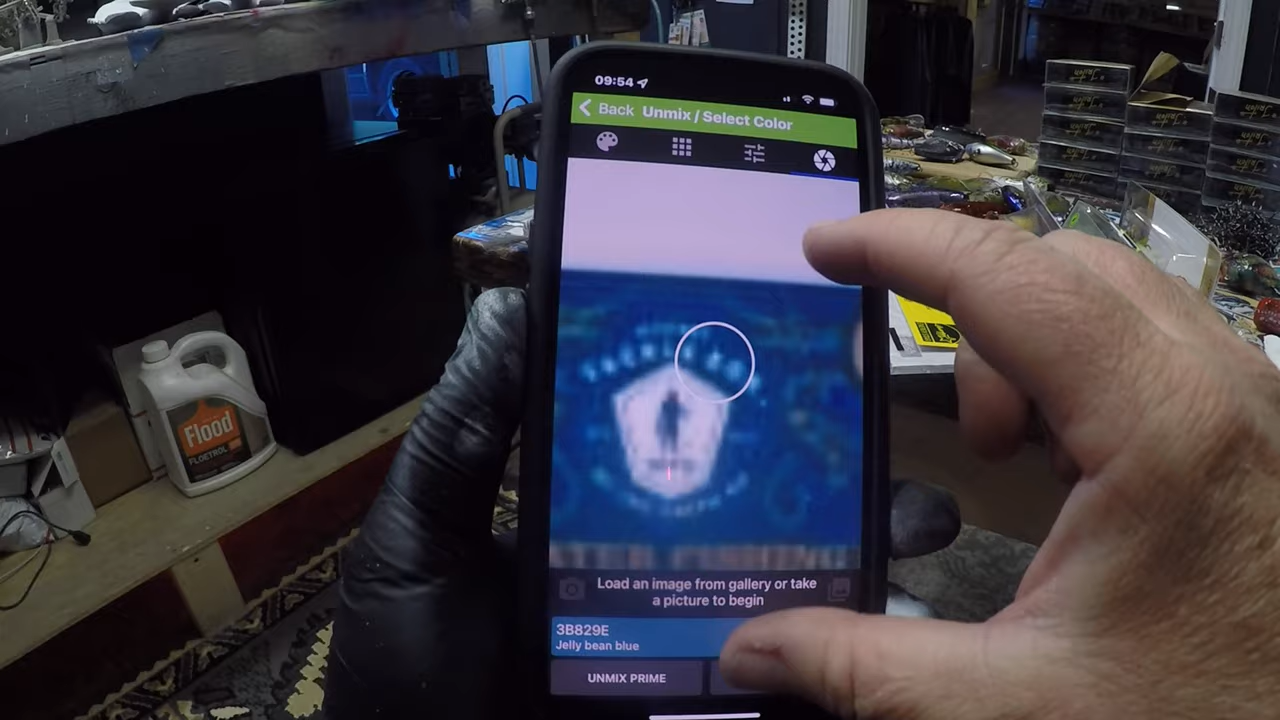 09:54
Back Unmix / Select Color
Load an image from gallery or take
a picture to begin
3B829E
Jelly bean blue
UNMIX PRIME
Flood
FLOETROL